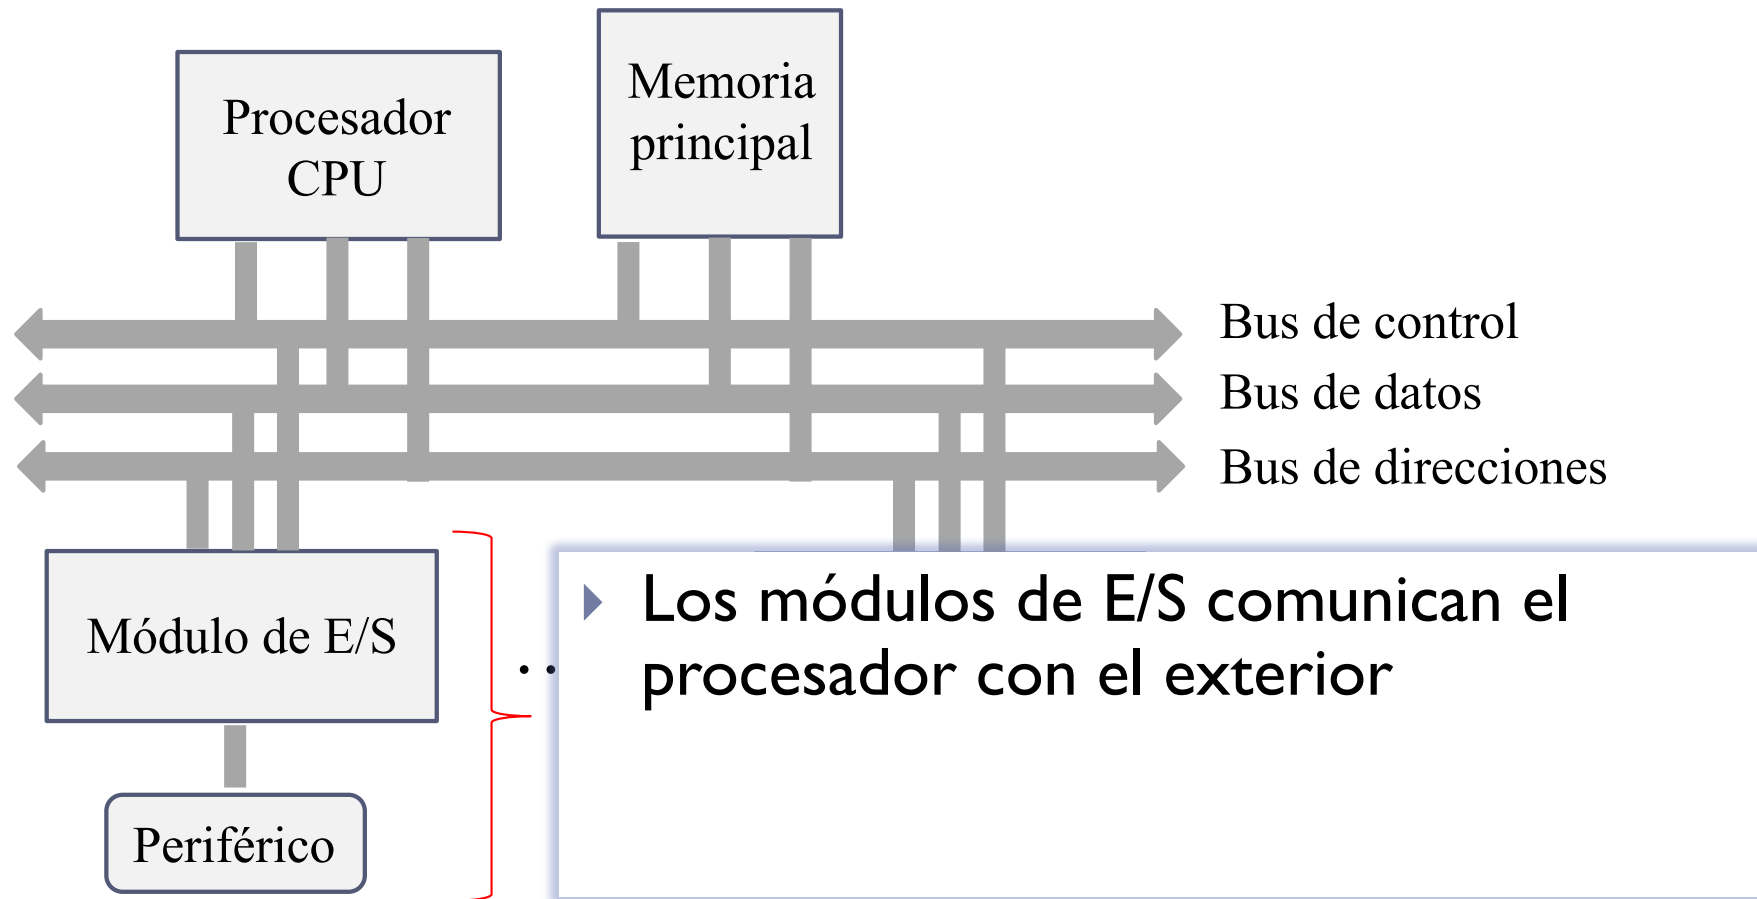 Procesador
CPU
Memoria
principal
Bus de control
Bus de datos
Bus de direcciones
Módulo de E/S
Periférico
Los módulos de E/S comunican el
procesador con el exterior